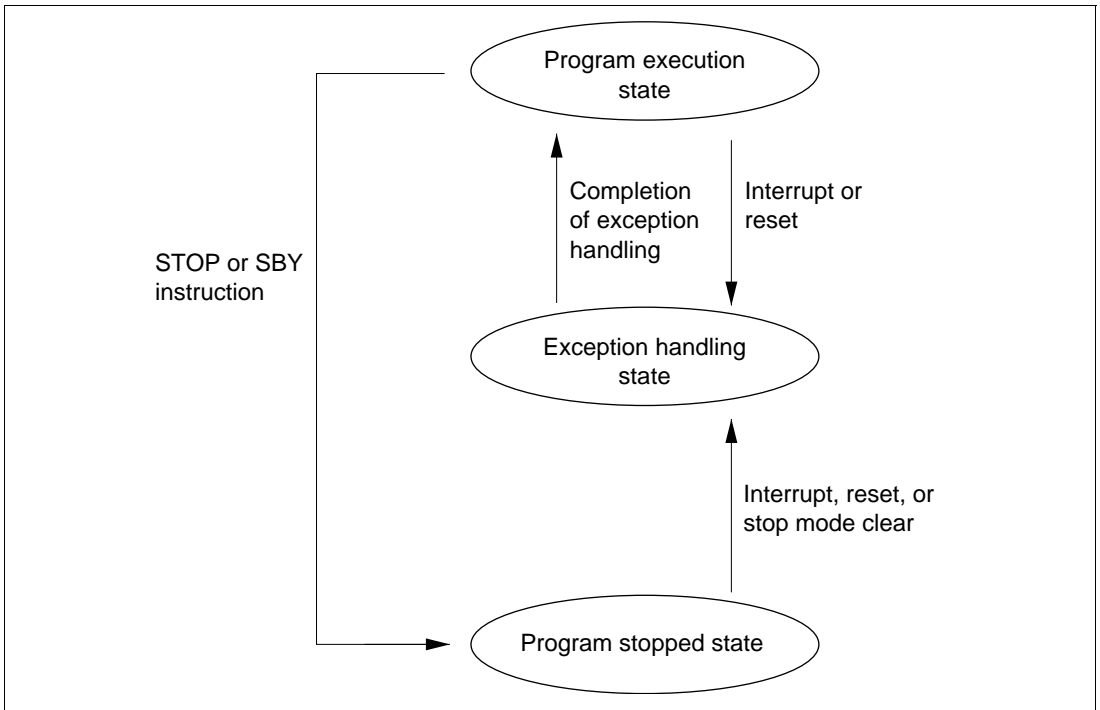 Program execution
state
Completion
of exception
handling
Interrupt or
reset
STOP or SBY
instruction
Exception handling
state
Interrupt, reset, or
stop mode clear
Program stopped state